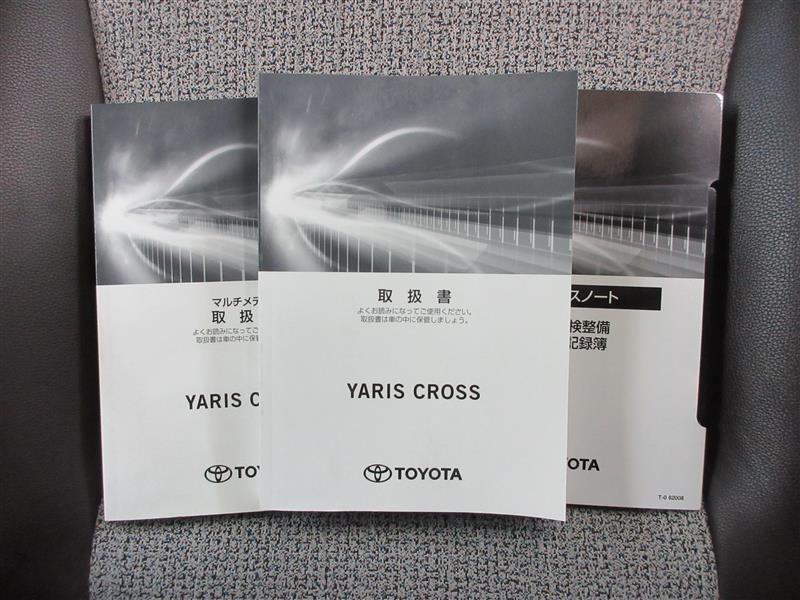 マルチメデ
取 扱
よくお読みになってご
取扱書は車の中に保
YARIS C
TOY
取 扱 書
よくお読みになってご使用ください。
取扱書は車の中に保管しましょう。
YARIS CROSS
TOYOTA
スノート
検整備
記録簿
OTA
T-0 62008